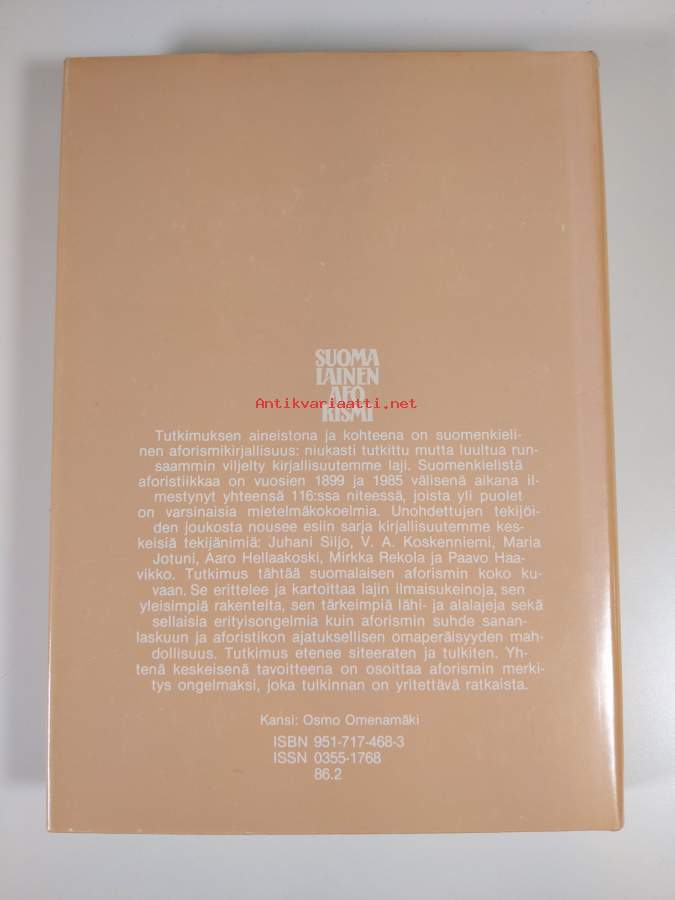 SUOMA
LAINEN
AFO
RISMI
Antikvariaatti.net
Tutkimuksen aineistona ja kohteena on suomenkieli-
nen aforismikirjallisuus: niukasti tutkittu mutta luultua run-
saammin viljelty kirjallisuutemme laji. Suomenkielistä
aforistiikkaa on vuosien 1899 ja 1985 välisenä aikana il-
mestynyt yhteensä 116:ssa niteessä, joista yli puolet
on varsinaisia mietelmäkokoelmia. Unohdettujen tekijöi-
den joukosta nousee esiin sarja kirjallisuutemme kes-
keisiä tekijänimiä: Juhani Siljo, V. A. Koskenniemi, Maria
Jotuni, Aaro Hellaakoski, Mirkka Rekola ja Paavo Haa-
vikko. Tutkimus tähtää suomalaisen aforismin koko ku-
vaan. Se erittelee ja kartoittaa lajin ilmaisukeinoja, sen
yleisimpiä rakenteita, sen tärkeimpiä lähi- ja alalajeja sekä
sellaisia erityisongelmia kuin aforismin suhde sanan-
laskuun ja aforistikon ajatuksellisen omaperäisyyden mah-
dollisuus. Tutkimus etenee siteeraten ja tulkiten. Yh-
tenä keskeisenä tavoitteena on osoittaa aforismin merki-
tys ongelmaksi, joka tulkinnan on yritettävä ratkaista.
Kansi: Osmo Omenamäki
ISBN 951-717-468-3
ISSN 0355-1768
86.2